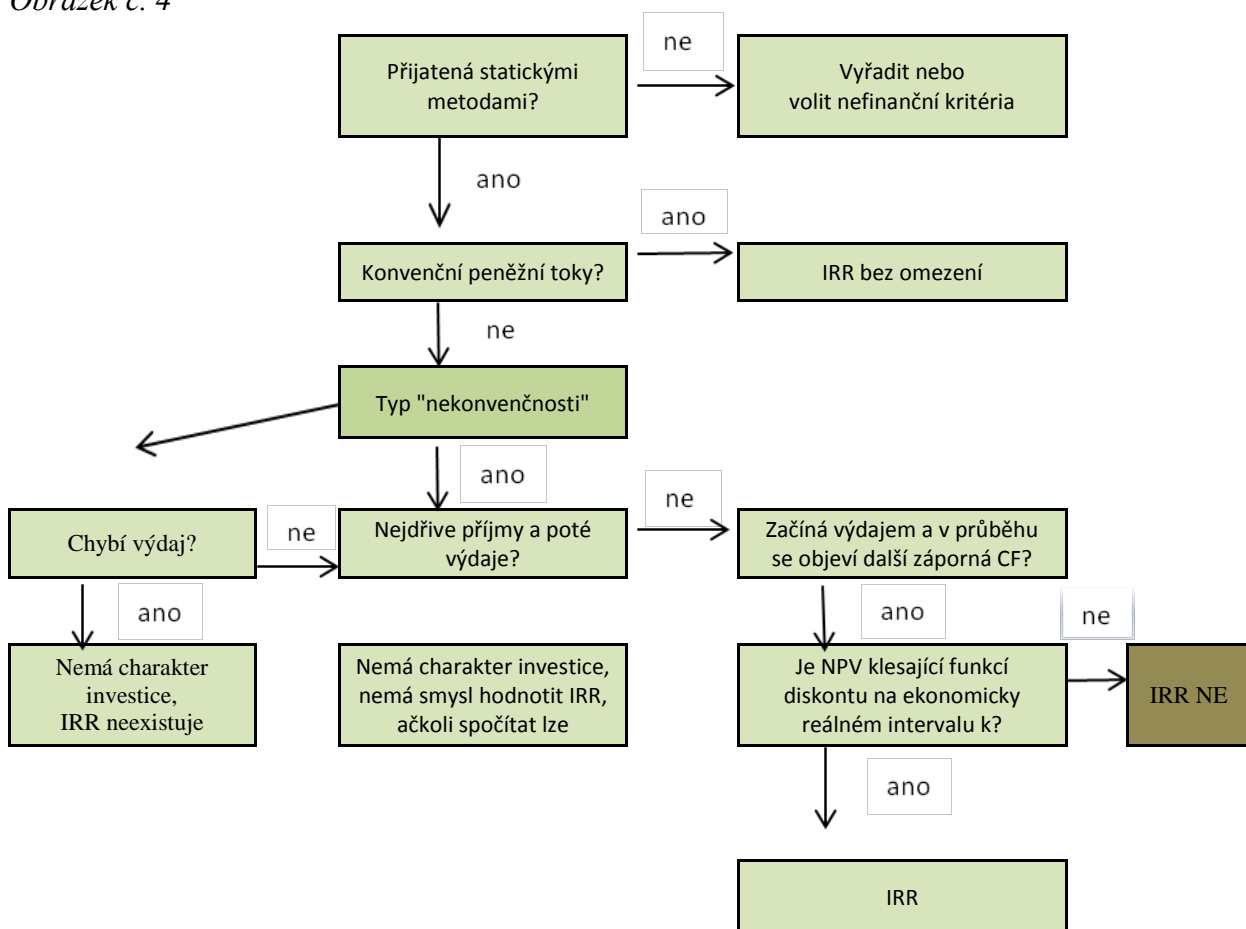 Obrázek č. 4
ne
Přijatená statickými
metodami?
Vyřadit nebo
volit nefinanční kritéria
ano
ano
Konvenční peněžní toky?
IRR bez omezení
ne
Typ "nekonvenčnosti"
ano
ne
Chybí výdaj?
ne
Nejdřive příjmy a poté
výdaje?
Začíná výdajem a v průběhu
se objeví další záporná CF?
ano
ano
ne
Nemá charakter
investice,
IRR neexistuje
Nemá charakter investice,
nemá smysl hodnotit IRR,
ačkoli spočítat lze
Je NPV klesající funkcí
diskontu na ekonomicky
reálném intervalu k?
IRR NE
ano
IRR